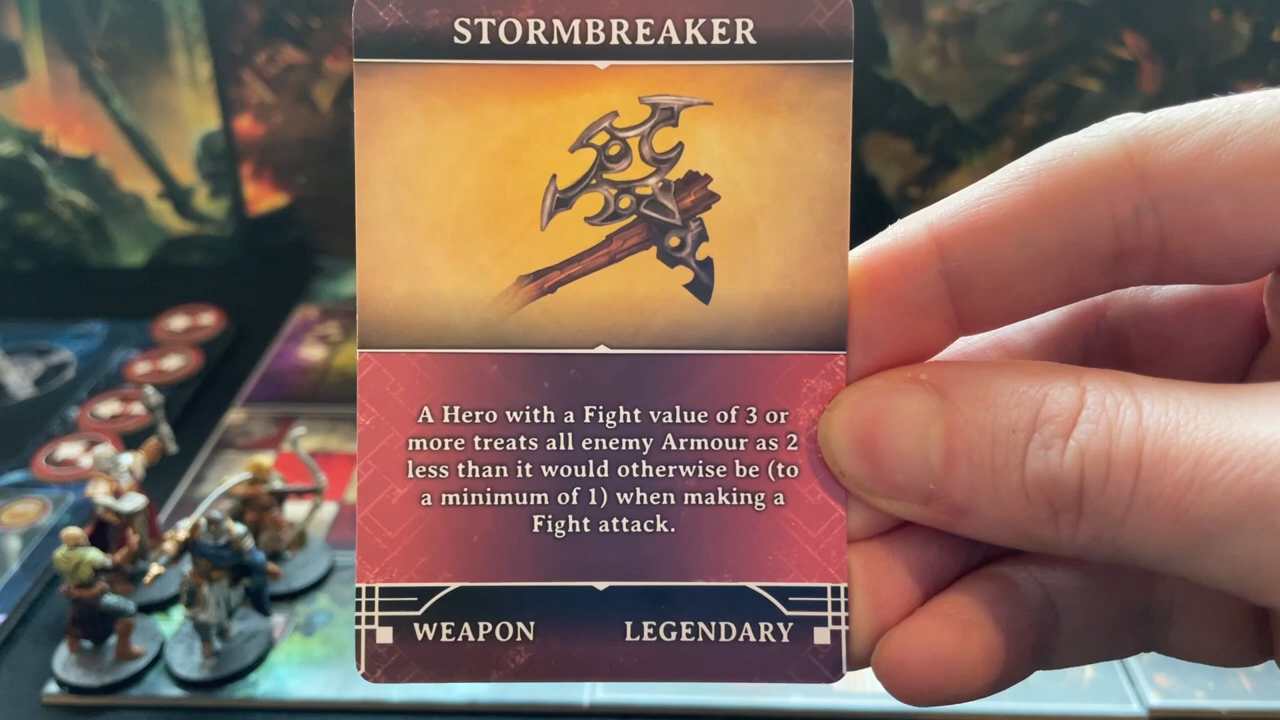 STORMBREAKER
A Hero with a Fight value of 3 or
more treats all enemy Armour as 2
less than it would otherwise be (to
a minimum of 1) when making a
Fight attack.
WEAPON LEGENDARY